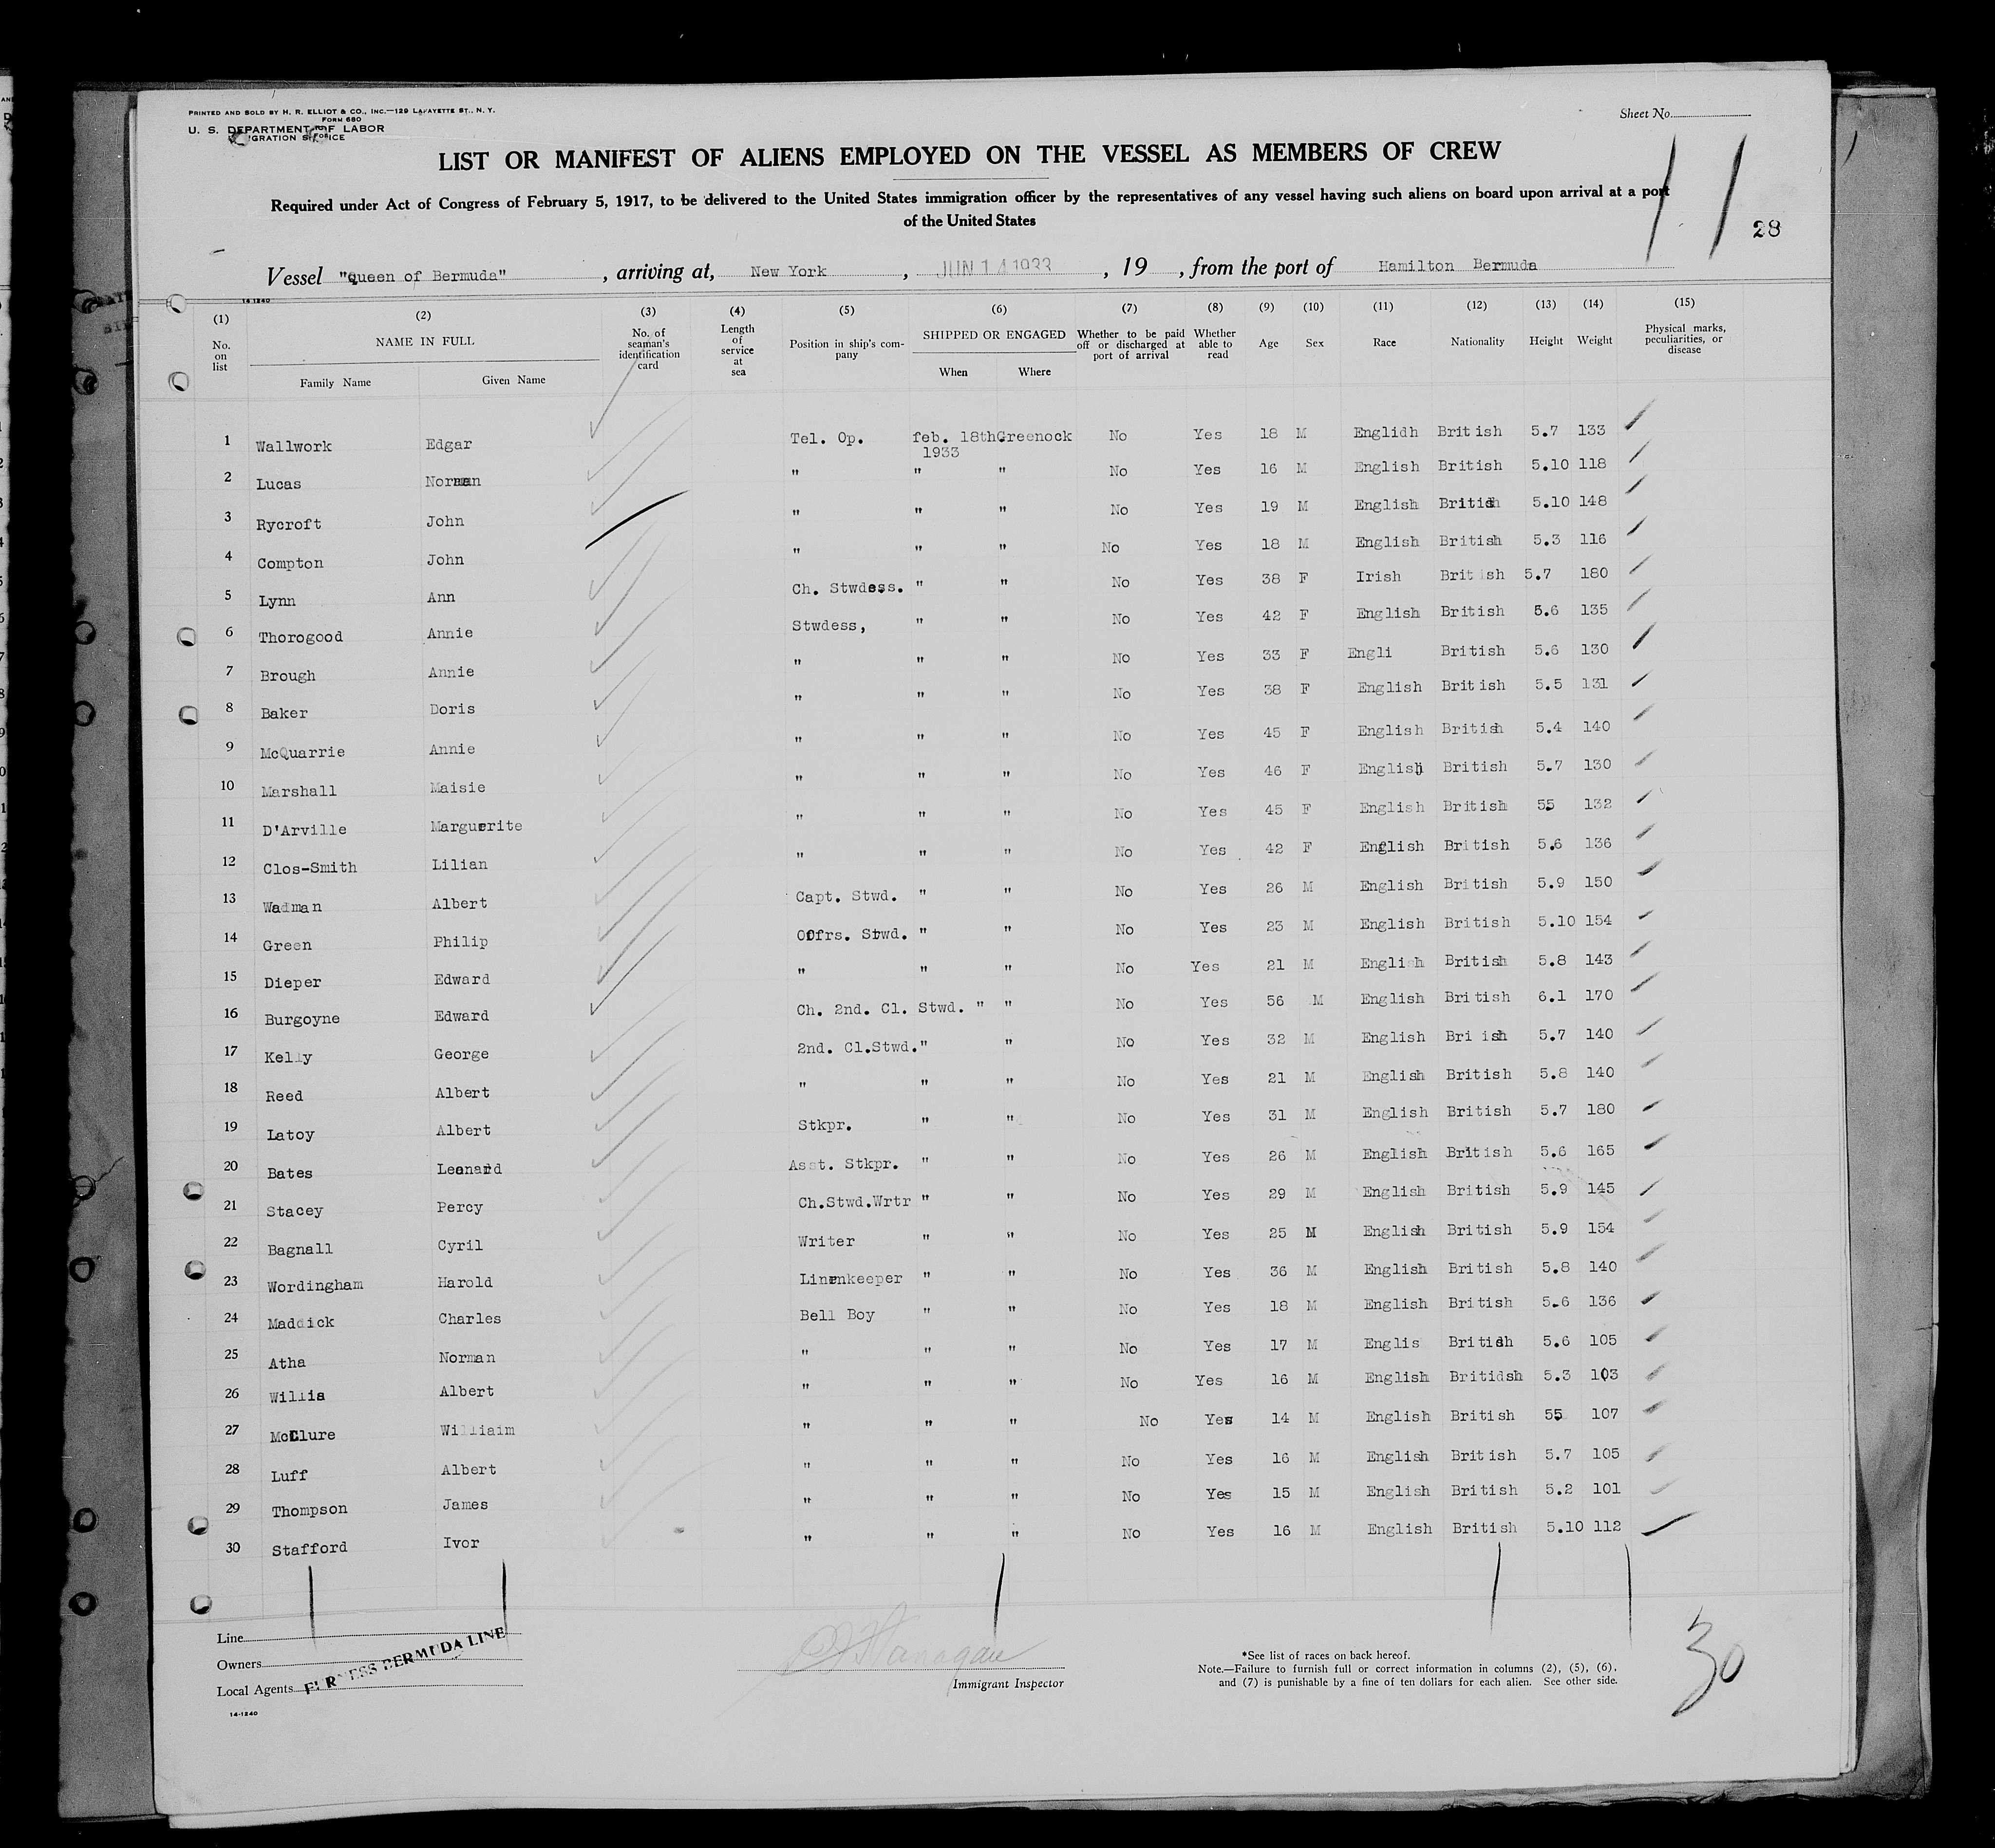 PRINTED AND SOLD BY H. R. ELLIOT & CO., INC.—129 LAFAYETTE ST., N. Y.
FORM 680
U. S. DEPARTMENT OF LABOR
Sheet No.
LIST OR MANIFEST OF ALIENS EMPLOYED ON THE VESSEL AS MEMBERS OF CREW
Required under Act of Congress of February 5, 1917, to be delivered to the United States immigration officer by the representatives of any vessel having such aliens on board upon arrival at a port
of the United States
28
Vessel "Queen of Bermuda", arriving at, New York, JUN 14 1933, 19 , from the port of Hamilton Bermuda
14-1240
(1) (2) (3) (4) (5) (6) (7) (8) (9) (10) (11) (12) (13) (14) (15)
No. on list NAME IN FULL No. of seaman's identification card Length of service at sea Position in ship's company SHIPPED OR ENGAGED Whether to be paid off or discharged at port of arrival Whether able to read Age Sex Race Nationality Height Weight Physical marks, peculiarities, or disease
Family Name Given Name When Where
1 Wallwork Edgar Tel. Op. feb. 18th Greenock No Yes 18 M Englidh British 5.7 133
1933
2 Lucas Norman " " " No Yes 16 M English British 5.10 118
3 Rycroft John " " " No Yes 19 M English British 5.10 148
4 Compton John " " " No Yes 18 M English British 5.3 116
5 Lynn Ann Ch. Stwdess. " " No Yes 38 F Irish Brit ish 5.7 180
6 Thorogood Annie Stwdess, " " No Yes 42 F English British 5.6 135
7 Brough Annie " " " No Yes 33 F Engli British 5.6 130
8 Baker Doris " " " No Yes 38 F English British 5.5 131
9 McQuarrie Annie " " " No Yes 45 F English British 5.4 140
10 Marshall Maisie " " " No Yes 46 F English British 5.7 130
11 D'Arville Marguerite " " " No Yes 45 F English British 55 132
12 Clos-Smith Lilian " " " No Yes 42 F English British 5.6 136
13 Wadman Albert Capt. Stwd. " " No Yes 26 M English British 5.9 150
14 Green Philip Offrs. Stwd. " " No Yes 23 M English British 5.10 154
15 Dieper Edward " " " No Yes 21 M English British 5.8 143
16 Burgoyne Edward Ch. 2nd. Cl. Stwd. " " No Yes 56 M English British 6.1 170
17 Kelly George 2nd. Cl.Stwd. " " No Yes 32 M English Bri ish 5.7 140
18 Reed Albert " " " No Yes 21 M English British 5.8 140
19 Latoy Albert Stkpr. " " No Yes 31 M English British 5.7 180
20 Bates Leonard Asst. Stkpr. " " No Yes 26 M English British 5.6 165
21 Stacey Percy Ch.Stwd.Wrtr " " No Yes 29 M English British 5.9 145
22 Bagnall Cyril Writer " " No Yes 25 M English British 5.9 154
23 Wordingham Harold Linenkeeper " " No Yes 36 M English British 5.8 140
24 Maddick Charles Bell Boy " " No Yes 18 M English British 5.6 136
25 Atha Norman " " " No Yes 17 M Englis British 5.6 105
26 Willis Albert " " " No Yes 16 M English Britidsh 5.3 103
27 McClure Williaim " " " No Yes 14 M English British 55 107
28 Luff Albert " " " No Yes 16 M English British 5.7 105
29 Thompson James " " " No Yes 15 M English British 5.2 101
30 Stafford Ivor " " " No Yes 16 M English British 5.10 112
Line
Owners
Local Agents FURNESS BERMUDA LINE
14-1240
Immigrant Inspector
*See list of races on back hereof.
Note.—Failure to furnish full or correct information in columns (2), (5), (6),
and (7) is punishable by a fine of ten dollars for each alien. See other side.
30